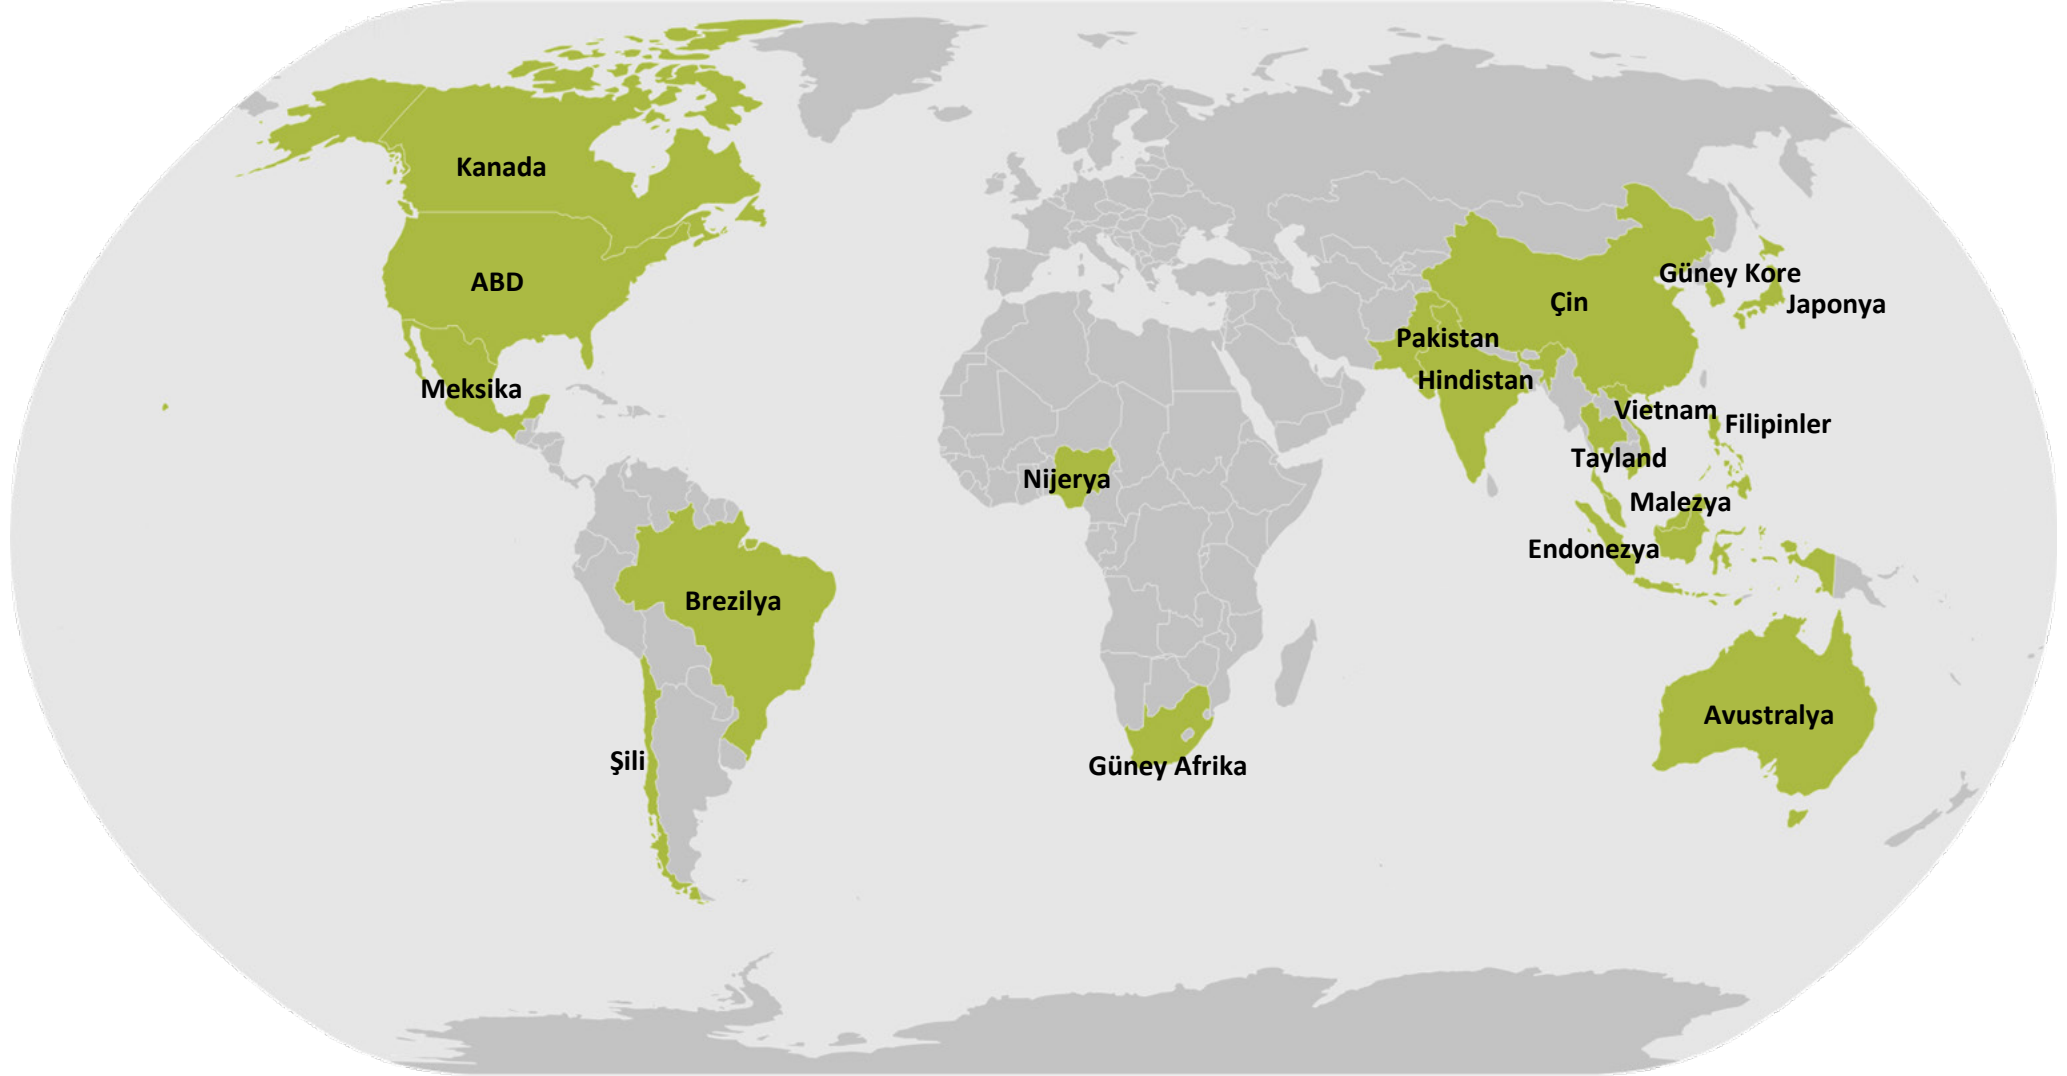 Kanada
ABD
Meksika
Brezilya
Şili
Nijerya
Güney Afrika
Çin
Güney Kore
Japonya
Pakistan
Hindistan
Vietnam
Filipinler
Tayland
Malezya
Endonezya
Avustralya